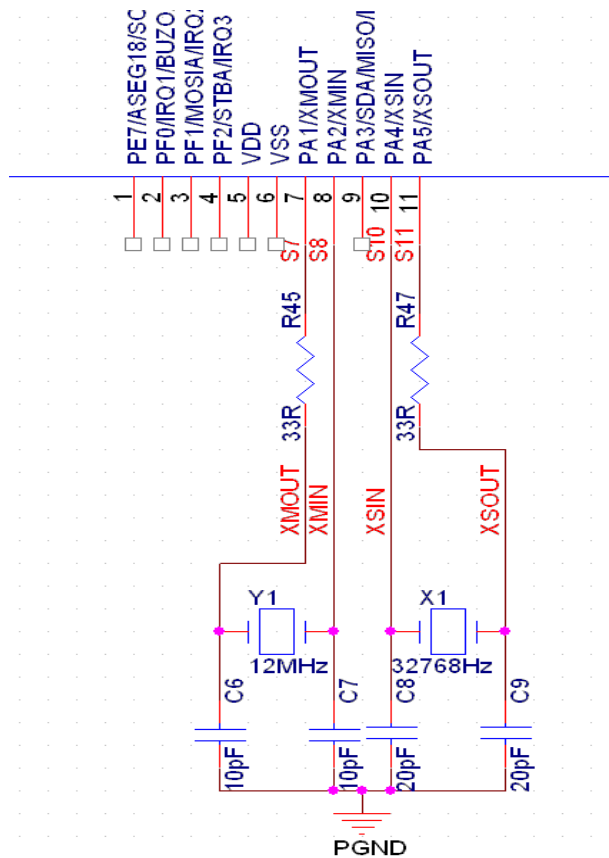 PE7/ASEG18/SC
PF0/IRQ1/BUZO
PF1/MOSIA/IRQ2
PF2/STBA/IRQ3
VDD
VSS
PA1/XMOUT
PA2/XMIN
PA3/SDA/MISO/I
PA4/XSIN
PA5/XSOUT
1
2
3
4
5
6
7
8
9
10
11
S7
S8
S10
S11
R45
R47
33R
33R
XMOUT
XMIN
XSIN
XSOUT
Y1
X1
12MHz
32768Hz
C6
C7
C8
C9
10pF
10pF
20pF
20pF
PGND